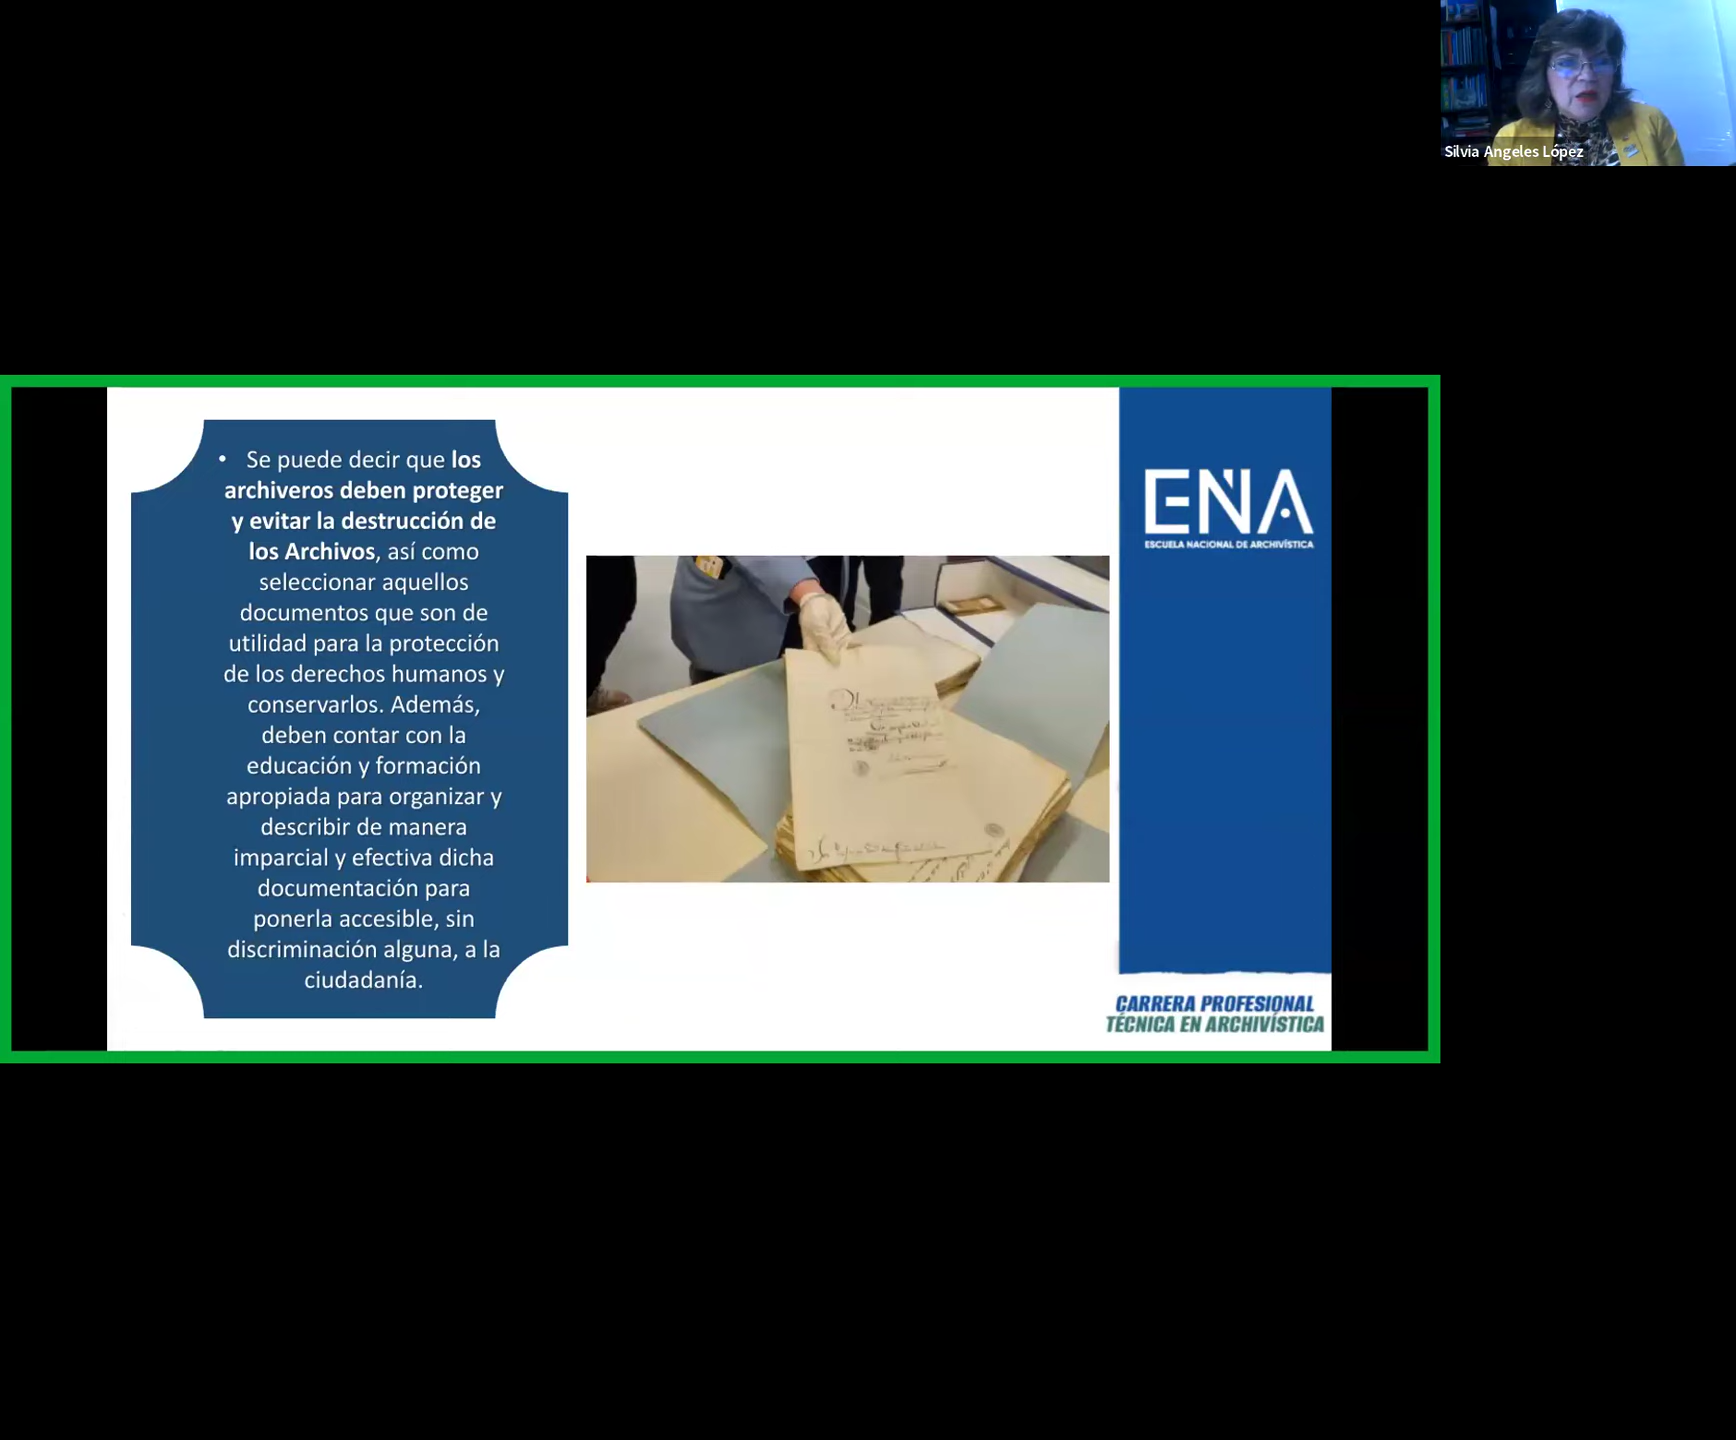 Silvia Angeles López
• Se puede decir que los
archiveros deben proteger
y evitar la destrucción de
los Archivos, así como
seleccionar aquellos
documentos que son de
utilidad para la protección
de los derechos humanos y
conservarlos. Además,
deben contar con la
educación y formación
apropiada para organizar y
describir de manera
imparcial y efectiva dicha
documentación para
ponerla accesible, sin
discriminación alguna, a la
ciudadanía.
ENA
ESCUELA NACIONAL DE ARCHIVÍSTICA
CARRERA PROFESIONAL
TÉCNICA EN ARCHIVÍSTICA